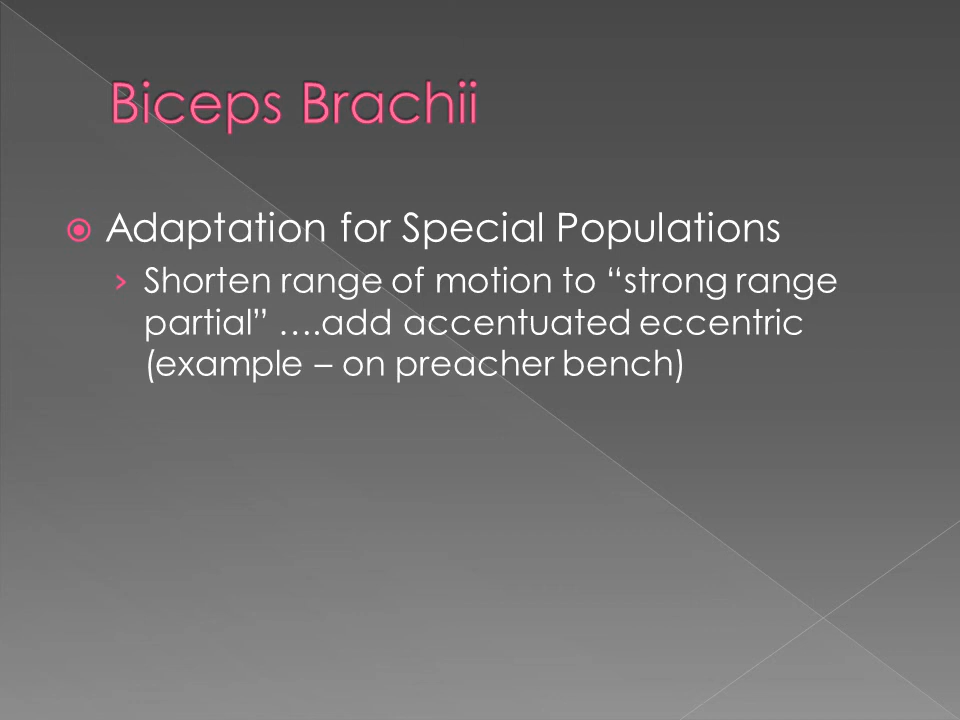 Biceps Brachii
Adaptation for Special Populations
› Shorten range of motion to “strong range
partial” ….add accentuated eccentric
(example – on preacher bench)